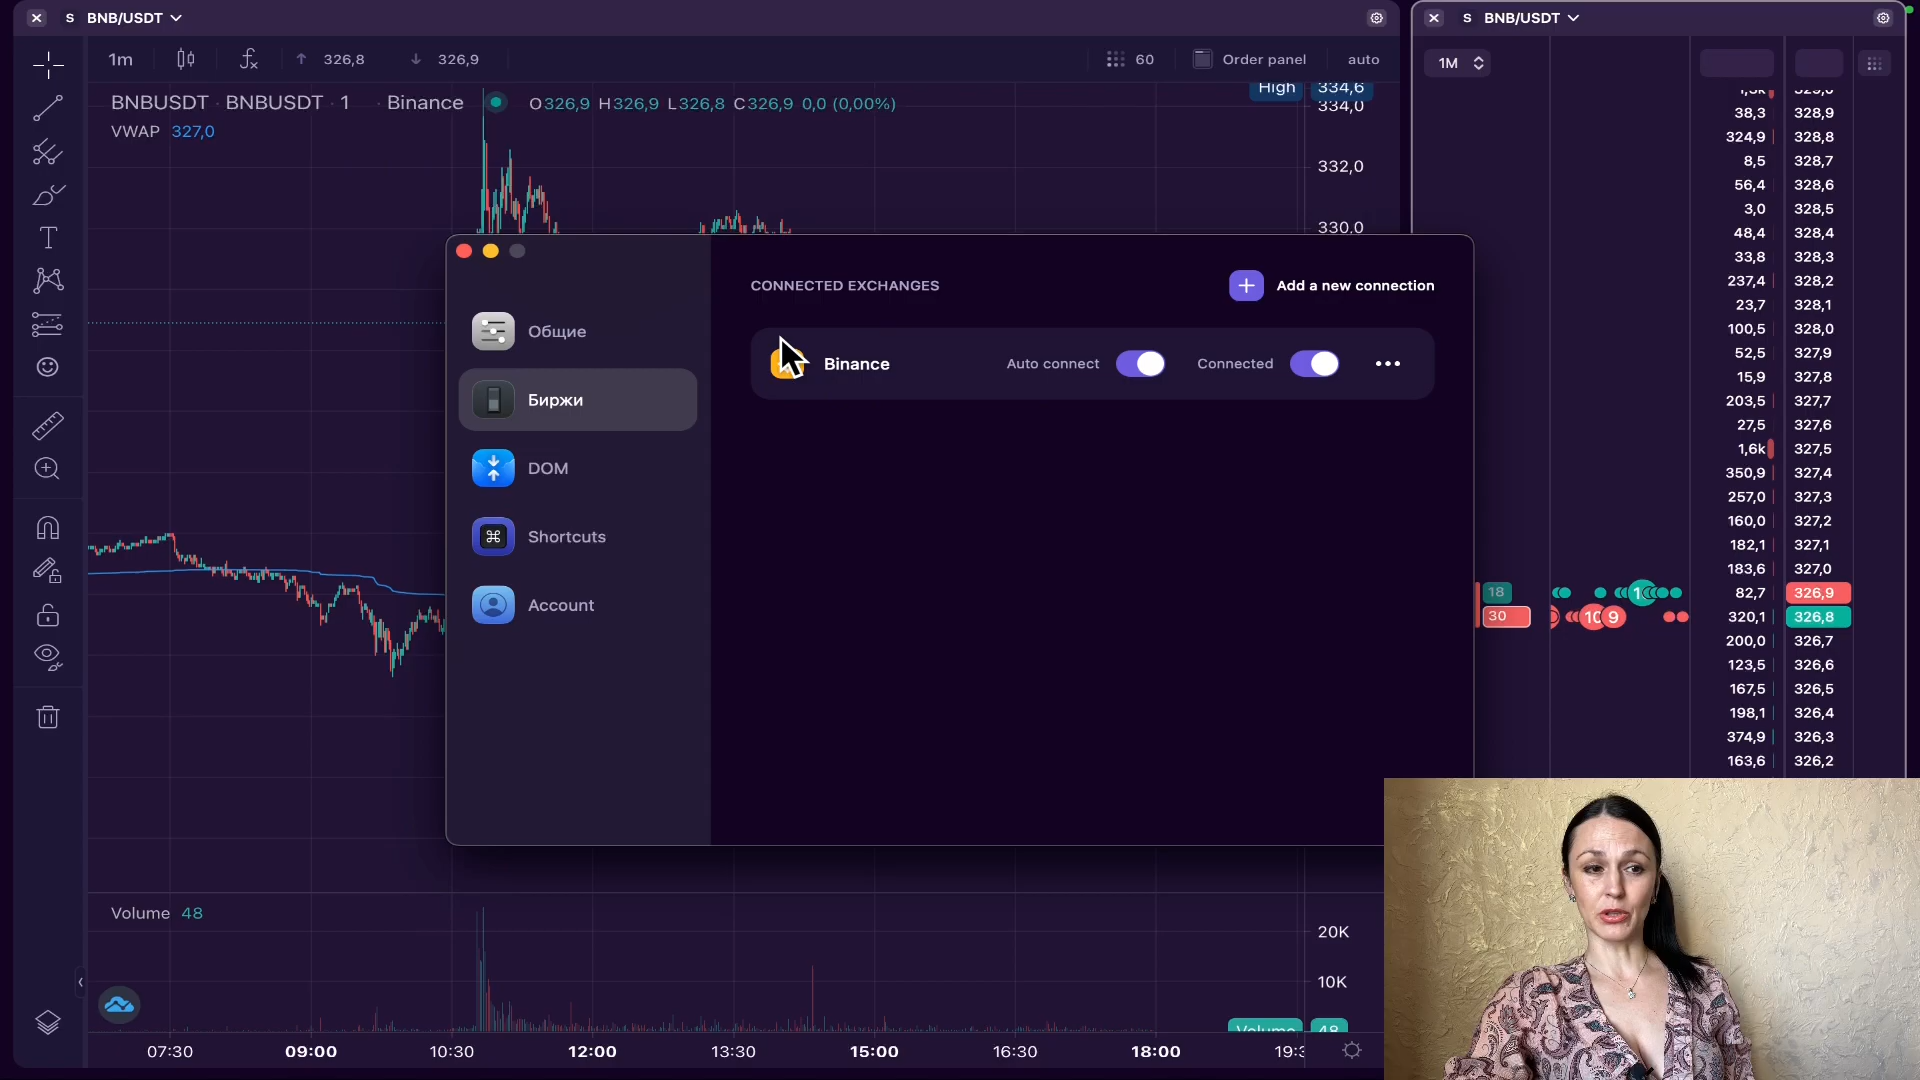 S BNB/USDT
S BNB/USDT
1m
326,8
326,9
60
Order panel
auto
1M
BNBUSDT · BNBUSDT · 1 · Binance
O326,9 H326,9 L326,8 C326,9 0,0 (0,00%)
VWAP 327,0
High 334,6
334,0
332,0
330,0
CONNECTED EXCHANGES
Add a new connection
Binance
Auto connect
Connected
Общие
Биржи
DOM
Shortcuts
Account
38,3 328,9
324,9 328,8
8,5 328,7
56,4 328,6
3,0 328,5
48,4 328,4
33,8 328,3
237,4 328,2
23,7 328,1
100,5 328,0
52,5 327,9
15,9 327,8
203,5 327,7
27,5 327,6
1,6k 327,5
350,9 327,4
257,0 327,3
160,0 327,2
182,1 327,1
183,6 327,0
18 82,7 326,9
30 10 9 320,1 326,8
200,0 326,7
123,5 326,6
167,5 326,5
198,1 326,4
374,9 326,3
163,6 326,2
Volume 48
20K
10K
Volume 48
07:30 09:00 10:30 12:00 13:30 15:00 16:30 18:00